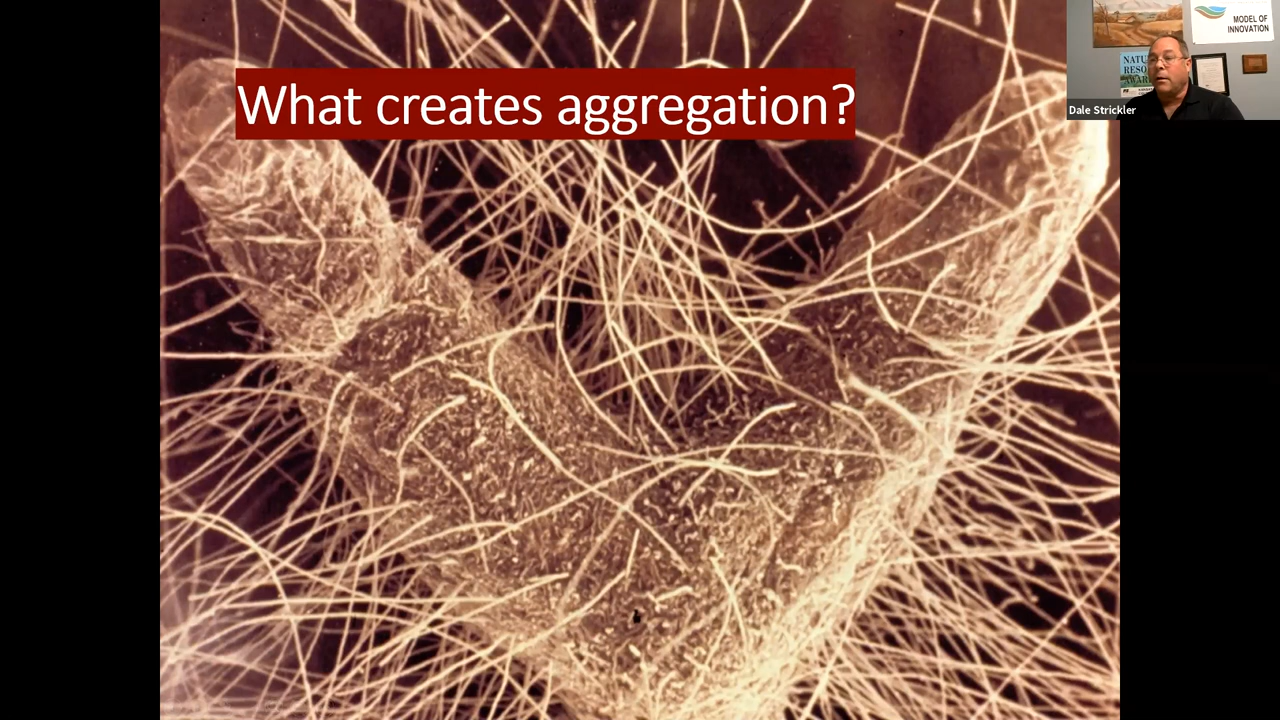 What creates aggregation?
MODEL OF
INNOVATION
Dale Strickler